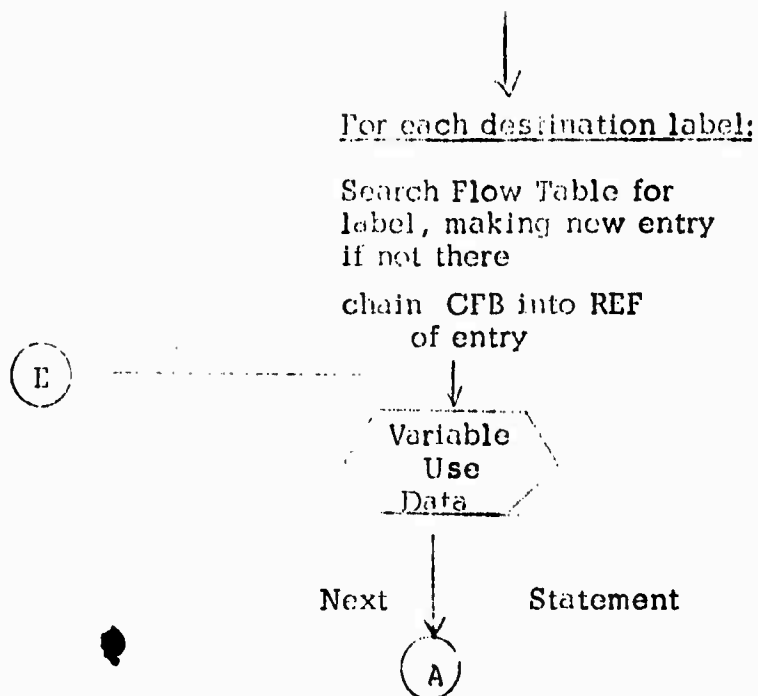 For each destination label:
Search Flow Table for
label, making new entry
if not there
chain CFB into REF
of entry
E
Variable
Use
Data
Next Statement
A